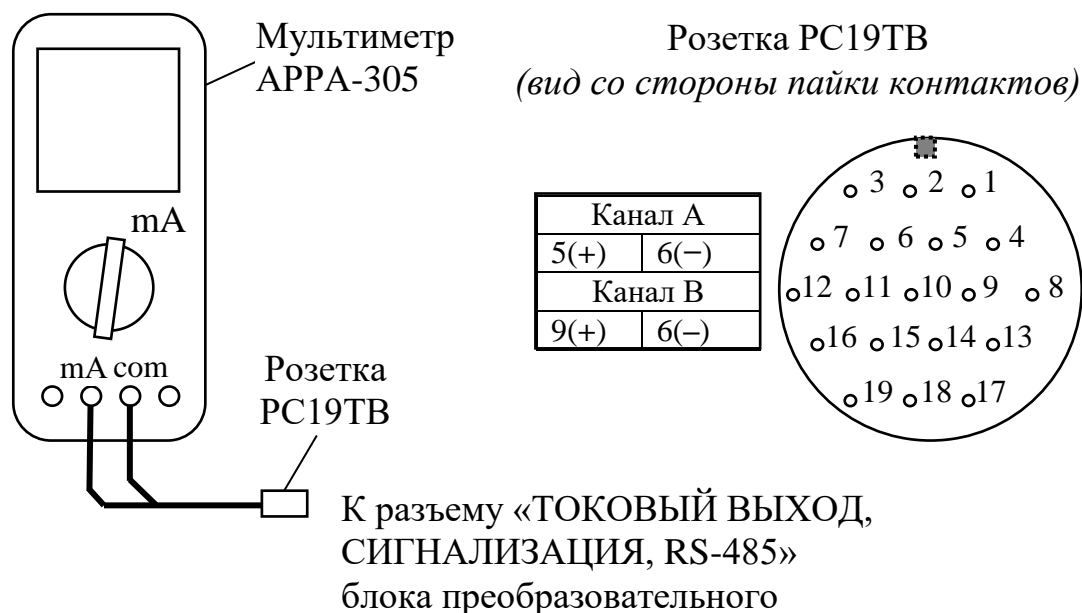 Мультиметр
АРРА-305
Розетка РС19ТВ
(вид со стороны пайки контактов)
mA
mA com
Розетка
РС19ТВ
К разъему «ТОКОВЫЙ ВЫХОД,
СИГНАЛИЗАЦИЯ, RS-485»
блока преобразовательного
Канал А
5(+) 6(−)
Канал В
9(+) 6(–)
3 2 1
7 6 5 4
12 11 10 9 8
16 15 14 13
19 18 17